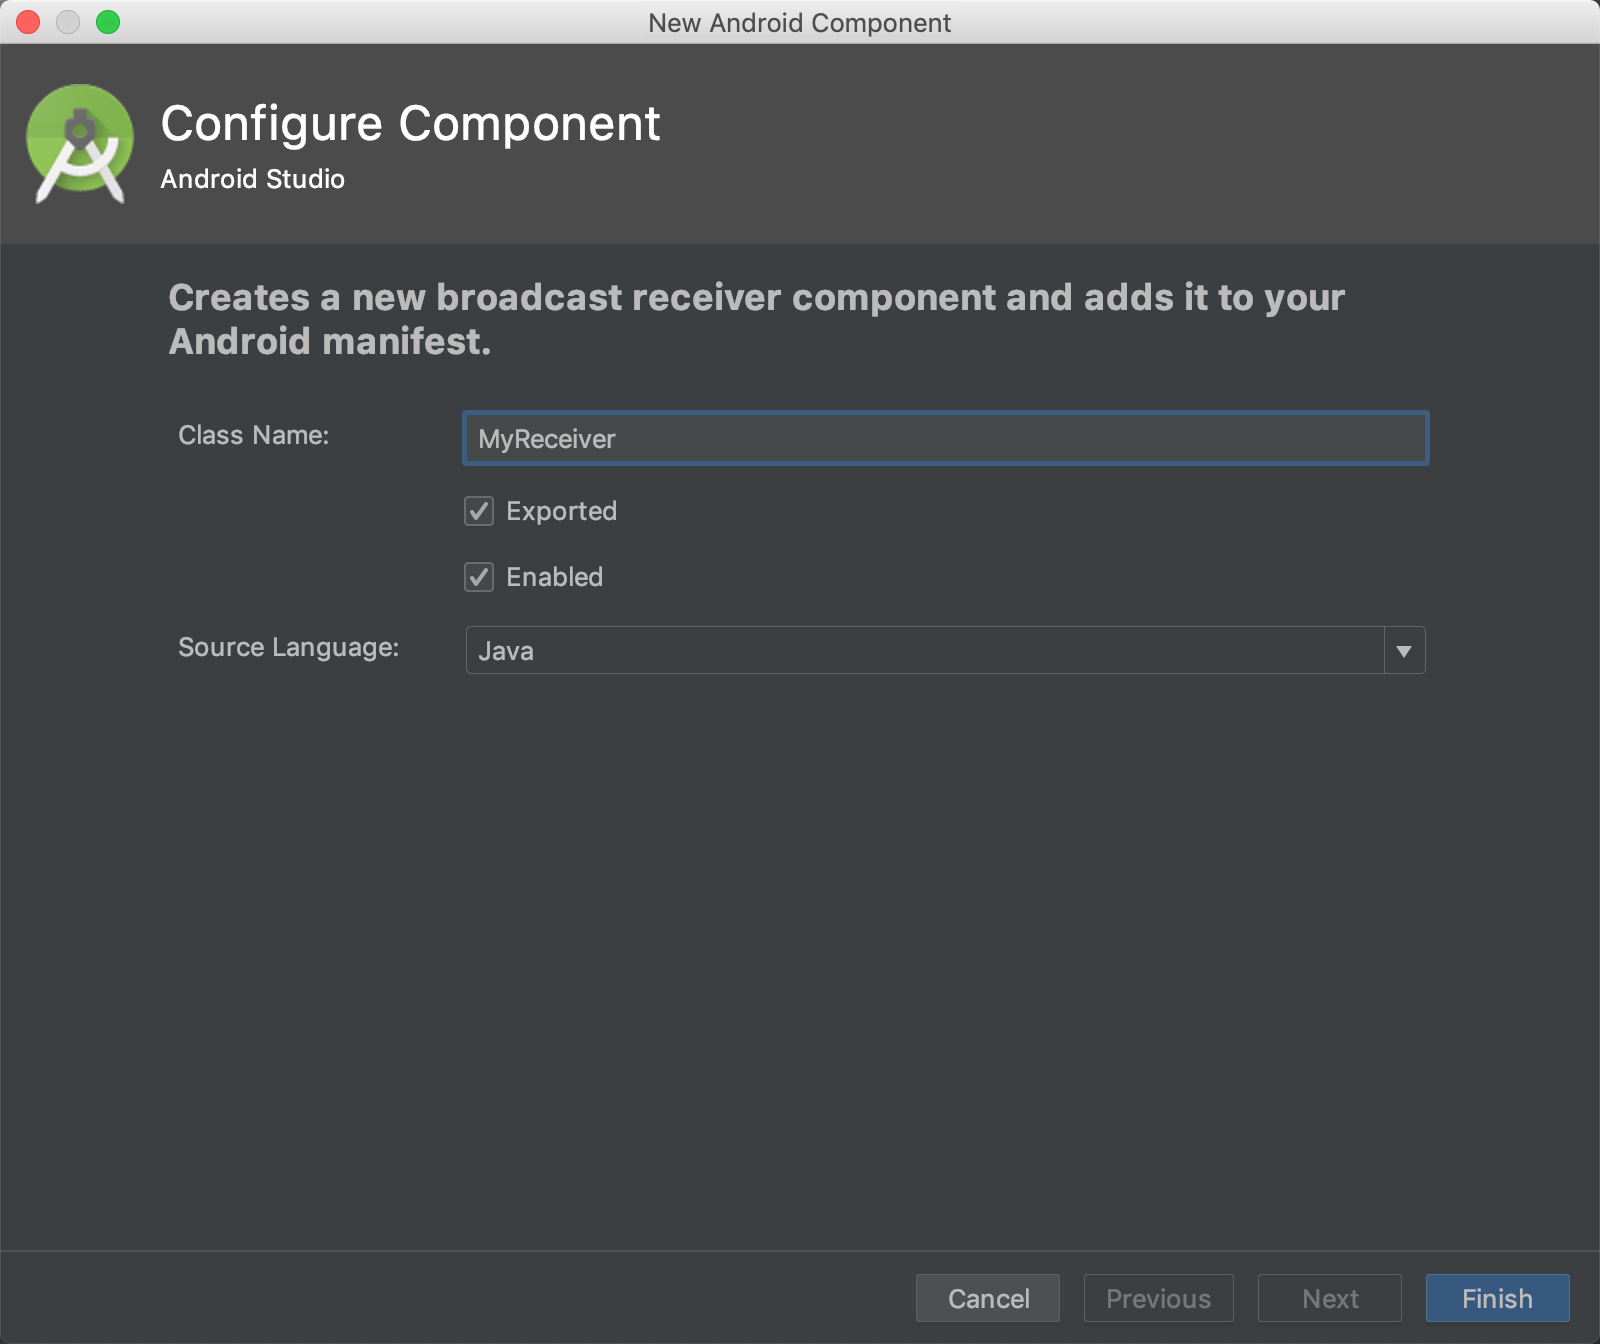 New Android Component
Configure Component
Android Studio
Creates a new broadcast receiver component and adds it to your
Android manifest.
Class Name:
MyReceiver
Exported
Enabled
Source Language:
Java
Cancel
Previous
Next
Finish